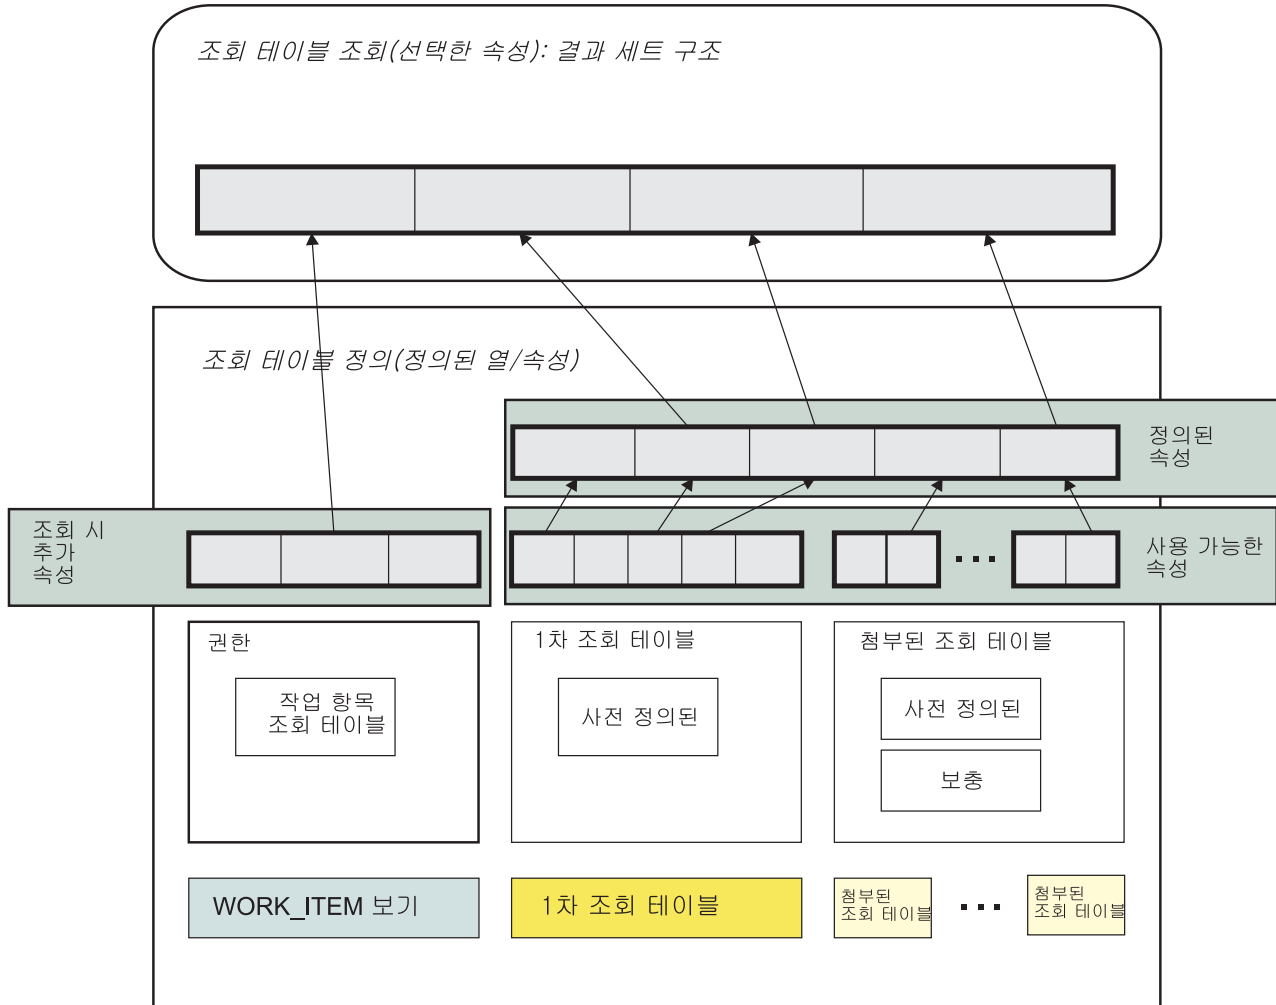 조회 테이블 조회(선택한 속성): 결과 세트 구조
조회 테이블 정의(정의된 열/속성)
정의된
속성
조회 시
추가
속성
사용 가능한
속성
권한
작업 항목
조회 테이블
1차 조회 테이블
사전 정의된
첨부된 조회 테이블
사전 정의된
보충
WORK_ITEM 보기
1차 조회 테이블
첨부된
조회 테이블
첨부된
조회 테이블